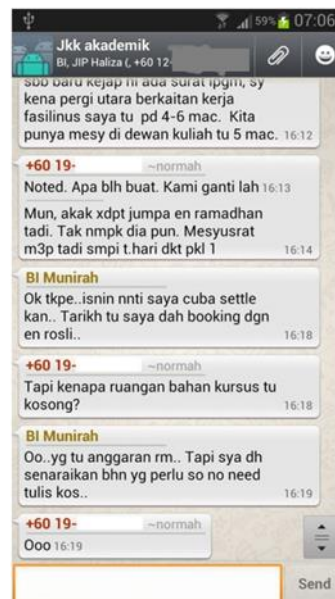 59% 07:06
Jkk akademik
BI, JIP Haliza (, +60 12-
sbb baru kejap ni ada surat ipgm, sy
kena pergi utara berkaitan kerja
fasilinus saya tu pd 4-6 mac. Kita
punya mesy di dewan kuliah tu 5 mac. 16:12
+60 19- ~normah
Noted. Apa blh buat. Kami ganti lah 16:13
Mun, akak xdpt jumpa en ramadhan
tadi. Tak nmpk dia pun. Mesyusrat
m3p tadi smpi t.hari dkt pkl 1 16:14
BI Munirah
Ok tkpe..isnin nnti saya cuba settle
kan.. Tarikh tu saya dah booking dgn
en rosli.. 16:18
+60 19- ~normah
Tapi kenapa ruangan bahan kursus tu
kosong? 16:18
BI Munirah
Oo..yg tu anggaran rm.. Tapi sya dh
senaraikan bhn yg perlu so no need
tulis kos.. 16:19
+60 19- ~normah
Ooo 16:19
Send